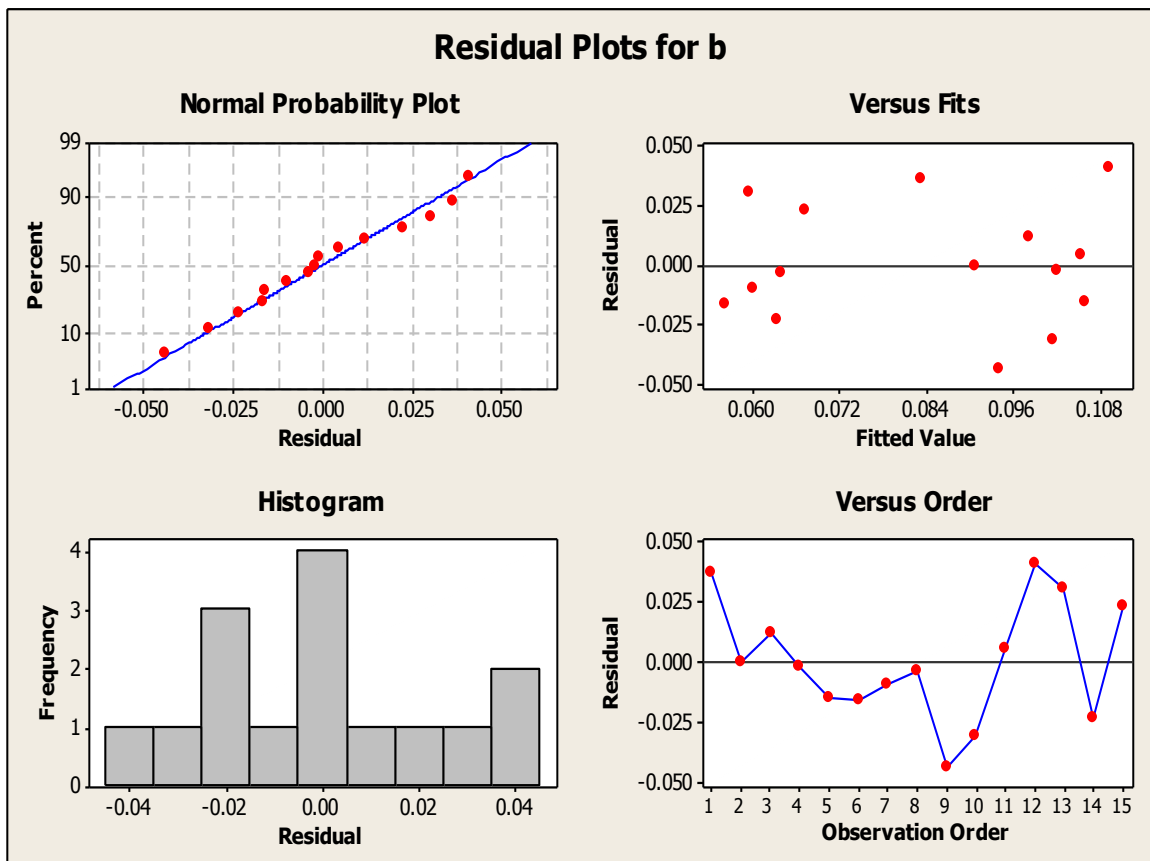 Residual Plots for b
Normal Probability Plot
Percent
99
90
50
10
1
-0.050 -0.025 0.000 0.025 0.050
Residual
Versus Fits
Residual
0.050
0.025
0.000
-0.025
-0.050
0.060 0.072 0.084 0.096 0.108
Fitted Value
Histogram
Frequency
4
3
2
1
0
-0.04 -0.02 0.00 0.02 0.04
Residual
Versus Order
Residual
0.050
0.025
0.000
-0.025
-0.050
1 2 3 4 5 6 7 8 9 10 11 12 13 14 15
Observation Order